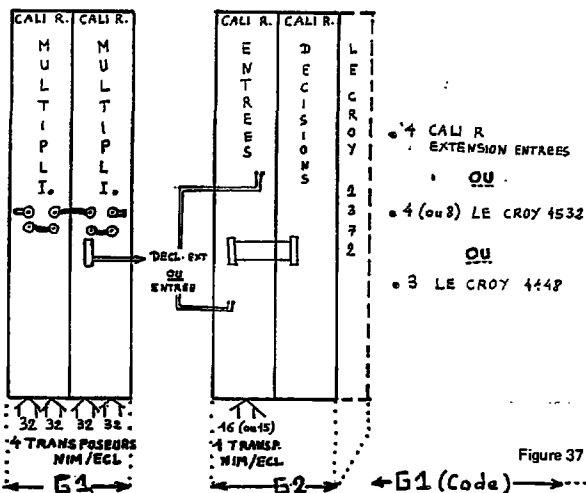 CALI R. CALI R.
MULTIPLI.
MULTIPLI.
CALI R. CALI R.
ENTREES
DECISIONS
LE CROY 2372
DECL. EXT
OU
ENTREE
• 4 CALI R
EXTENSION ENTREES
OU
• 4 (ou 8) LE CROY 4532
OU
• 3 LE CROY 4448
32 32 32 32
4 TRANSPOSEURS
NIM/ECL
G1
16 (ou 15)
1 TRANSP.
NIM/ECL
G2
G1 (Code)
Figure 37